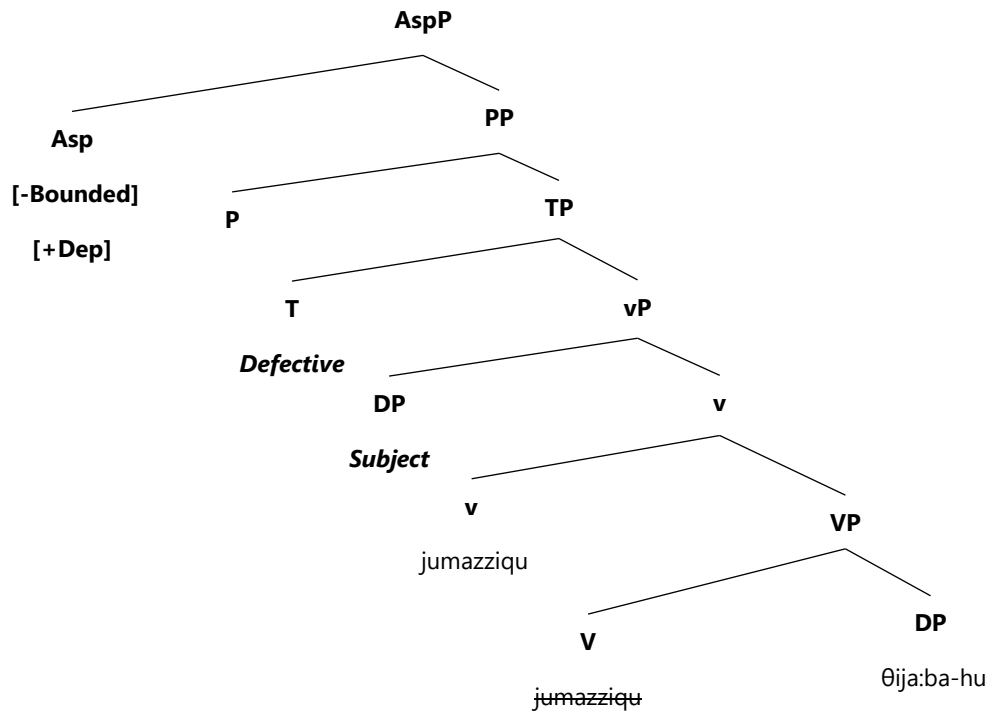 AspP
Asp
PP
[-Bounded]
P
TP
[+Dep]
T
vP
Defective
DP
v
Subject
v
VP
jumazziqu
V
DP
jumazziqu
θija:ba-hu